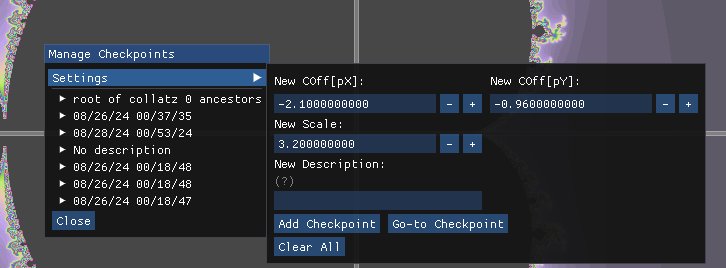 Manage Checkpoints
Settings
root of collatz 0 ancestors
08/26/24 00/37/35
08/28/24 00/53/24
No description
08/26/24 00/18/48
08/26/24 00/18/48
08/26/24 00/18/47
Close
New COff[pX]: New COff[pY]:
-2.1000000000 - + -0.9600000000 - +
New Scale:
3.200000000 - +
New Description:
(?)
Add Checkpoint Go-to Checkpoint
Clear All